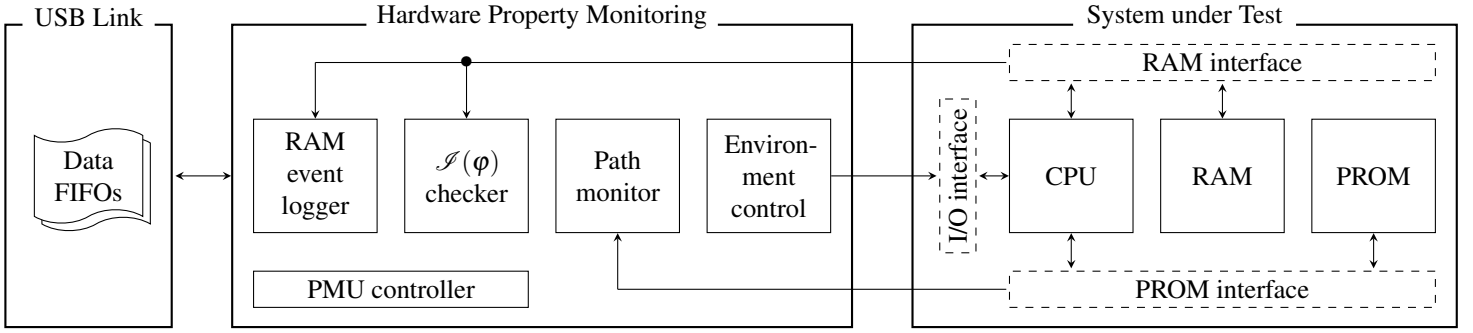 USB Link
Hardware Property Monitoring
System under Test
RAM interface
Data
FIFOs
RAM
event
logger
ℐ(φ)
checker
Path
monitor
Environ-
ment
control
I/O interface
CPU
RAM
PROM
PMU controller
PROM interface